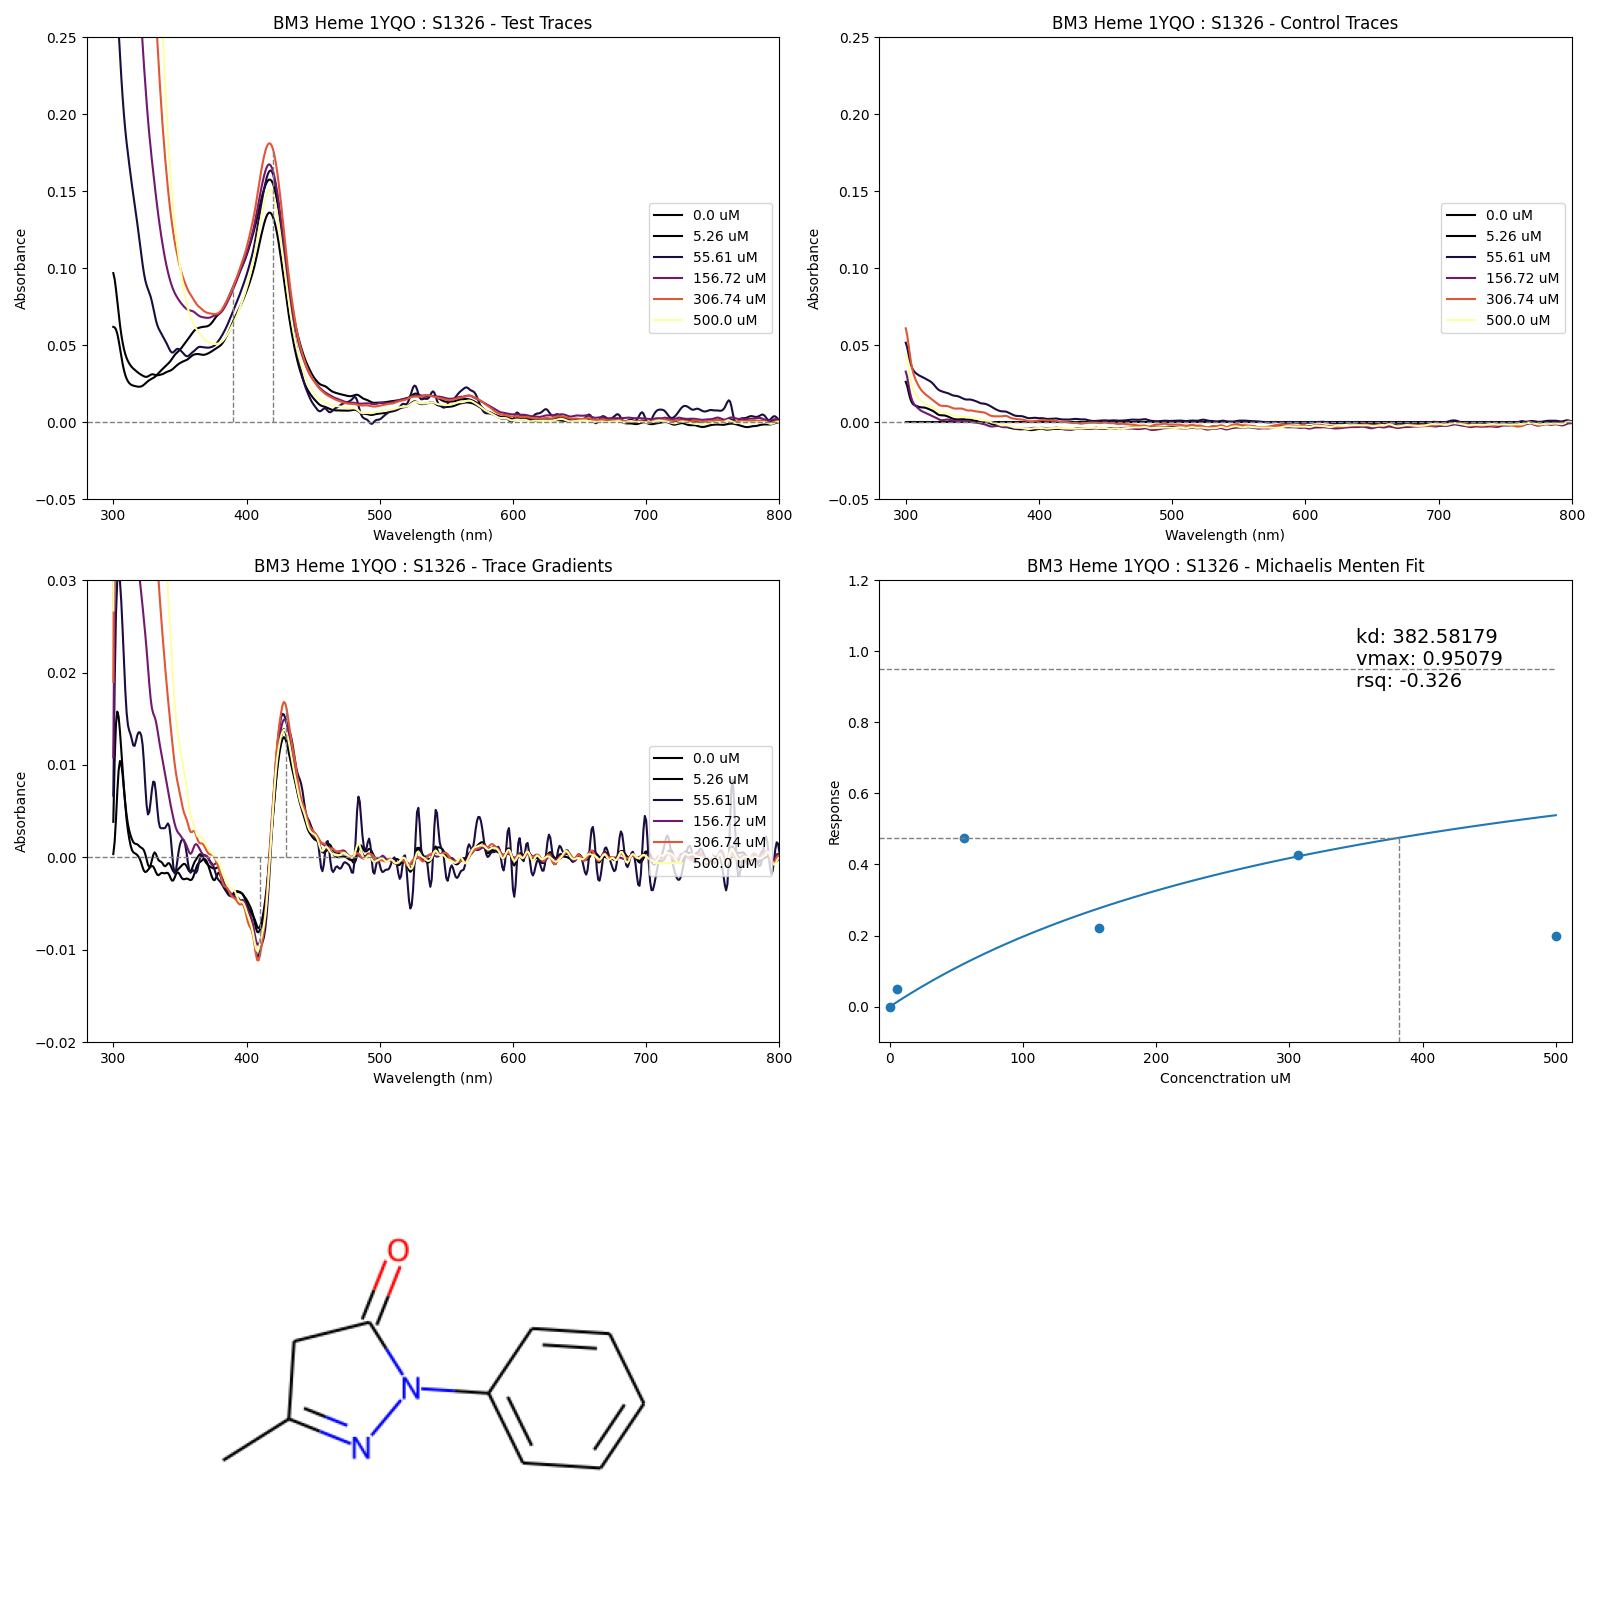 BM3 Heme 1YQO : S1326 - Test Traces
Absorbance
0.25
0.20
0.15
0.10
0.05
0.00
−0.05
300 400 500 600 700 800
Wavelength (nm)
0.0 uM
5.26 uM
55.61 uM
156.72 uM
306.74 uM
500.0 uM
BM3 Heme 1YQO : S1326 - Control Traces
Absorbance
0.25
0.20
0.15
0.10
0.05
0.00
−0.05
300 400 500 600 700 800
Wavelength (nm)
0.0 uM
5.26 uM
55.61 uM
156.72 uM
306.74 uM
500.0 uM
BM3 Heme 1YQO : S1326 - Trace Gradients
Absorbance
0.03
0.02
0.01
0.00
−0.01
−0.02
300 400 500 600 700 800
Wavelength (nm)
0.0 uM
5.26 uM
55.61 uM
156.72 uM
306.74 uM
500.0 uM
BM3 Heme 1YQO : S1326 - Michaelis Menten Fit
Response
1.2
1.0
0.8
0.6
0.4
0.2
0.0
0 100 200 300 400 500
Concenctration uM
kd: 382.58179
vmax: 0.95079
rsq: -0.326
O
N
N